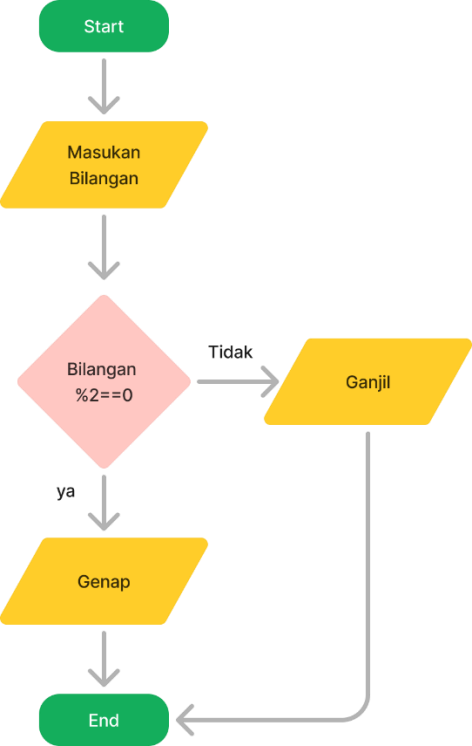 Start
Masukan
Bilangan
Bilangan
%2==0
Tidak
Ganjil
ya
Genap
End